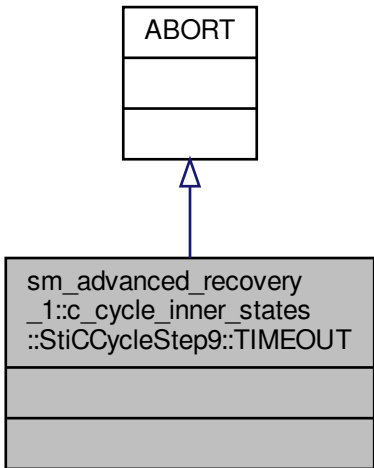 ABORT
sm_advanced_recovery
_1::c_cycle_inner_states
::StiCCycleStep9::TIMEOUT